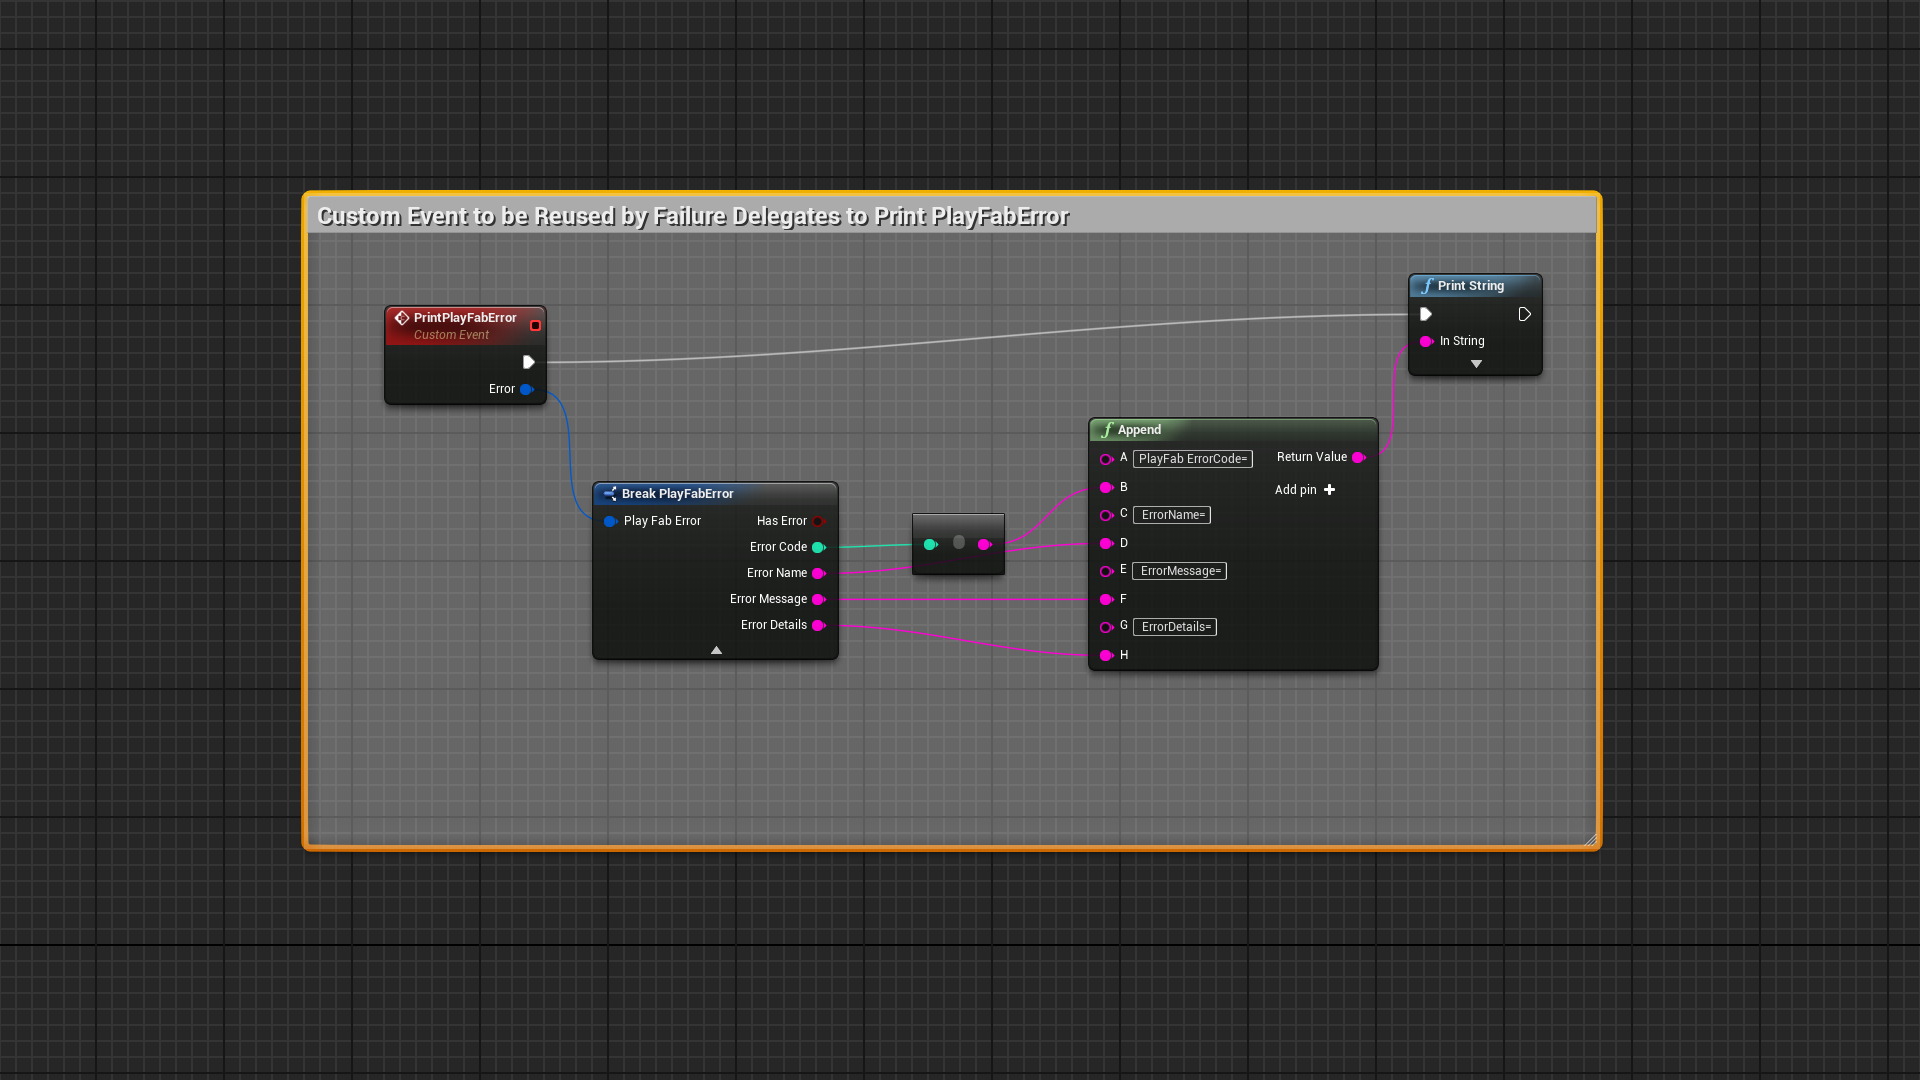 Custom Event to be Reused by Failure Delegates to Print PlayFabError
PrintPlayFabError
Custom Event
Error
Break PlayFabError
Play Fab Error
Has Error
Error Code
Error Name
Error Message
Error Details
Append
A PlayFab ErrorCode=
Return Value
B
Add pin
C ErrorName=
D
E ErrorMessage=
F
G ErrorDetails=
H
Print String
In String